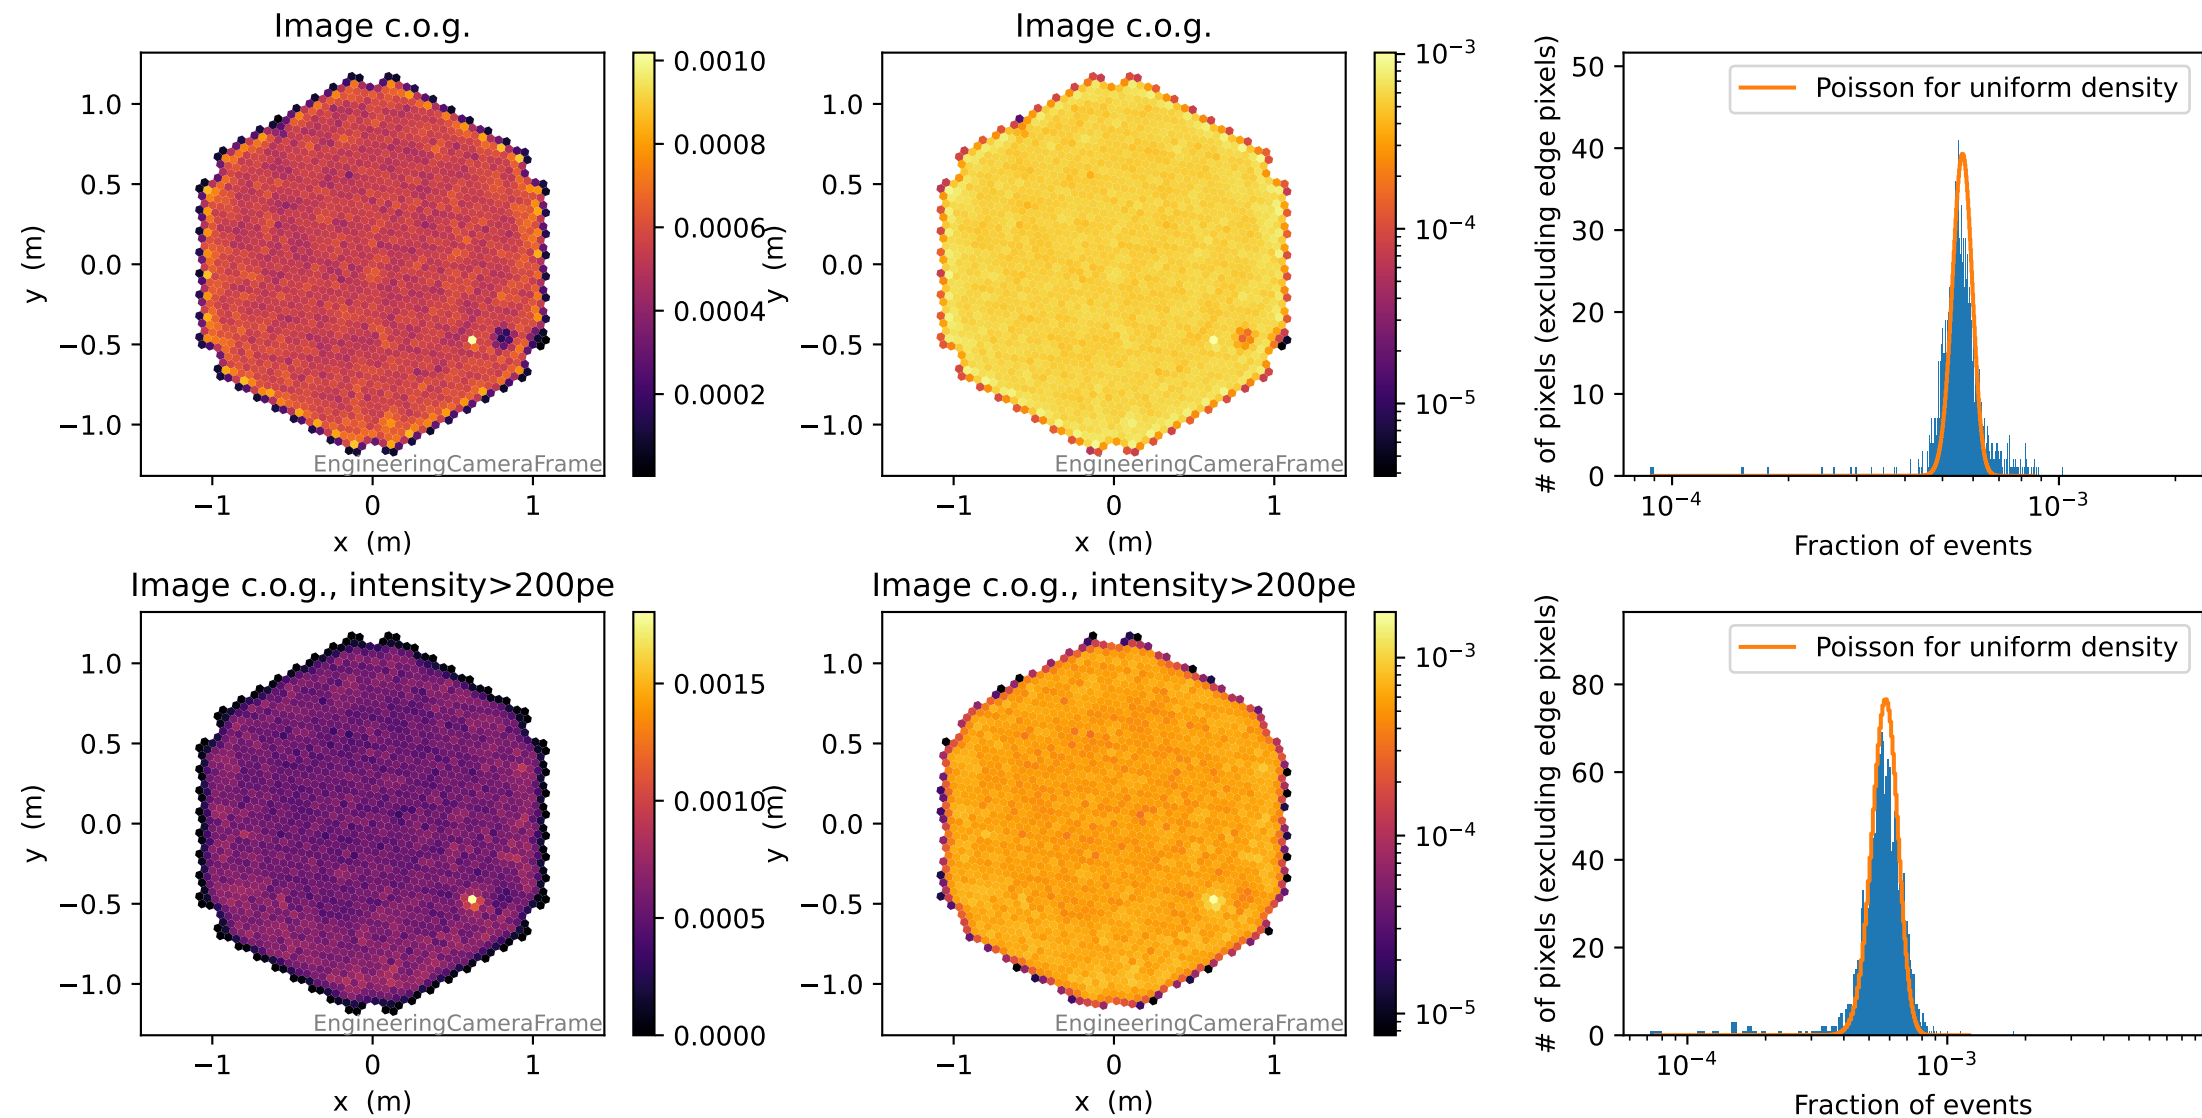 Image c.o.g.
1.0
0.5
0.0
−0.5
−1.0
y (m)
−1
0
1
x (m)
EngineeringCameraFrame
0.0010
0.0008
0.0006
0.0004
0.0002
Image c.o.g.
1.0
0.5
0.0
−0.5
−1.0
y (m)
−1
0
1
x (m)
EngineeringCameraFrame
10−3
10−4
10−5
Poisson for uniform density
50
40
30
20
10
0
# of pixels (excluding edge pixels)
10−4
10−3
Fraction of events
Image c.o.g., intensity>200pe
1.0
0.5
0.0
−0.5
−1.0
y (m)
−1
0
1
x (m)
EngineeringCameraFrame
0.0015
0.0010
0.0005
0.0000
Image c.o.g., intensity>200pe
1.0
0.5
0.0
−0.5
−1.0
y (m)
−1
0
1
x (m)
EngineeringCameraFrame
10−3
10−4
10−5
Poisson for uniform density
80
60
40
20
0
# of pixels (excluding edge pixels)
10−4
10−3
Fraction of events